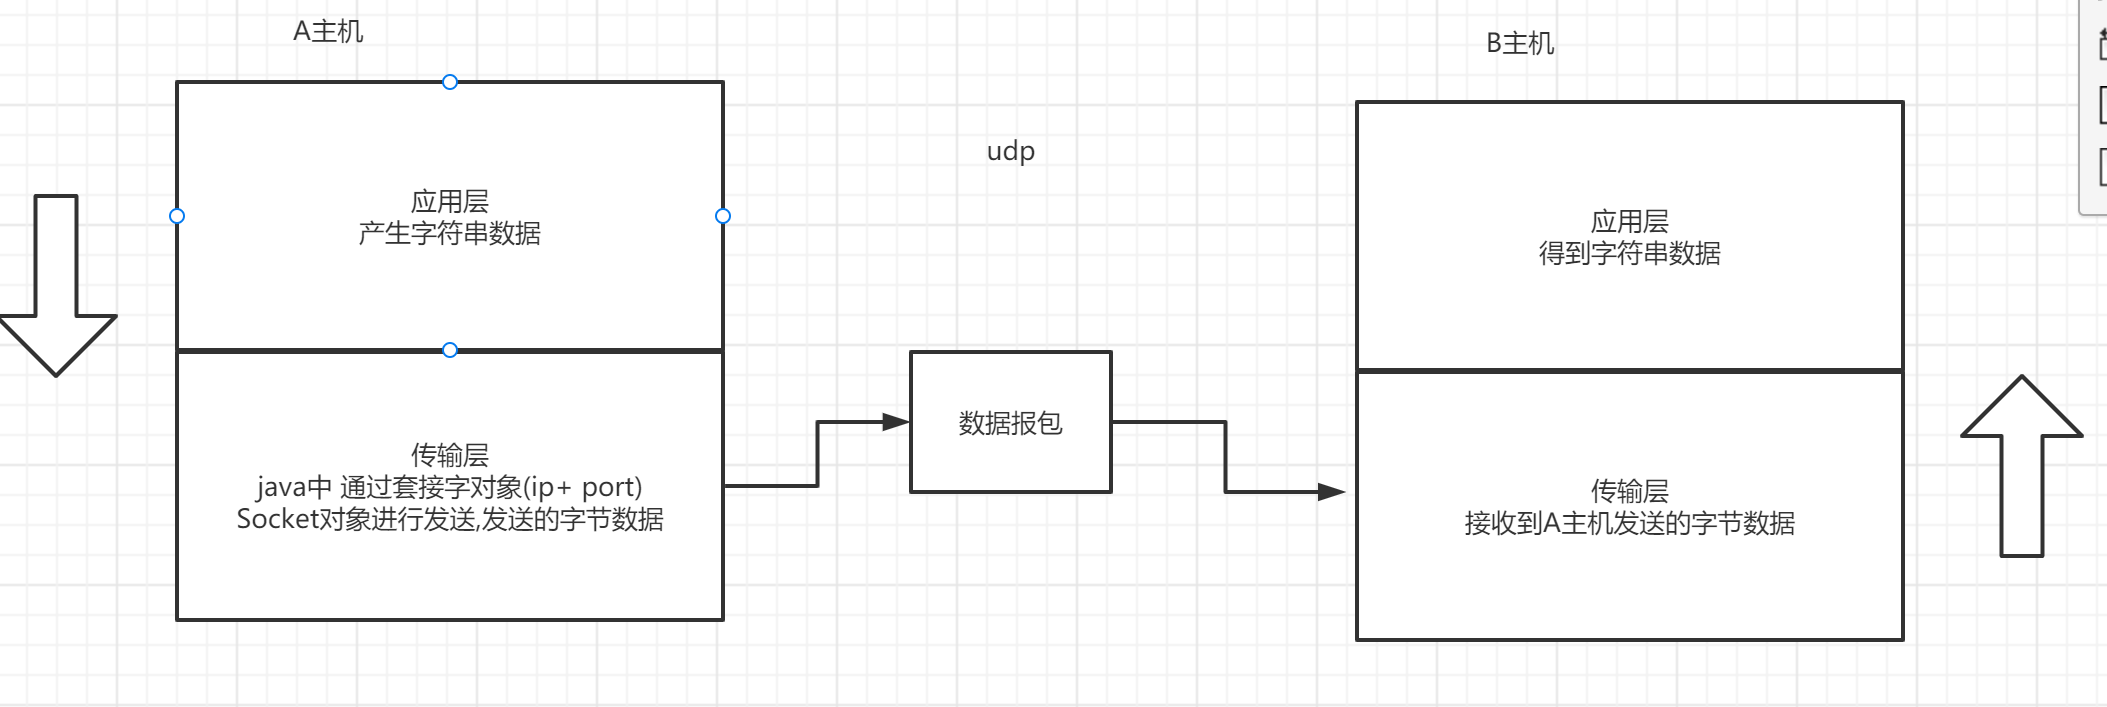 A主机
应用层
产生字符串数据
传输层
java中 通过套接字对象(ip+ port)
Socket对象进行发送,发送的字节数据
udp
数据报包
B主机
应用层
得到字符串数据
传输层
接收到A主机发送的字节数据